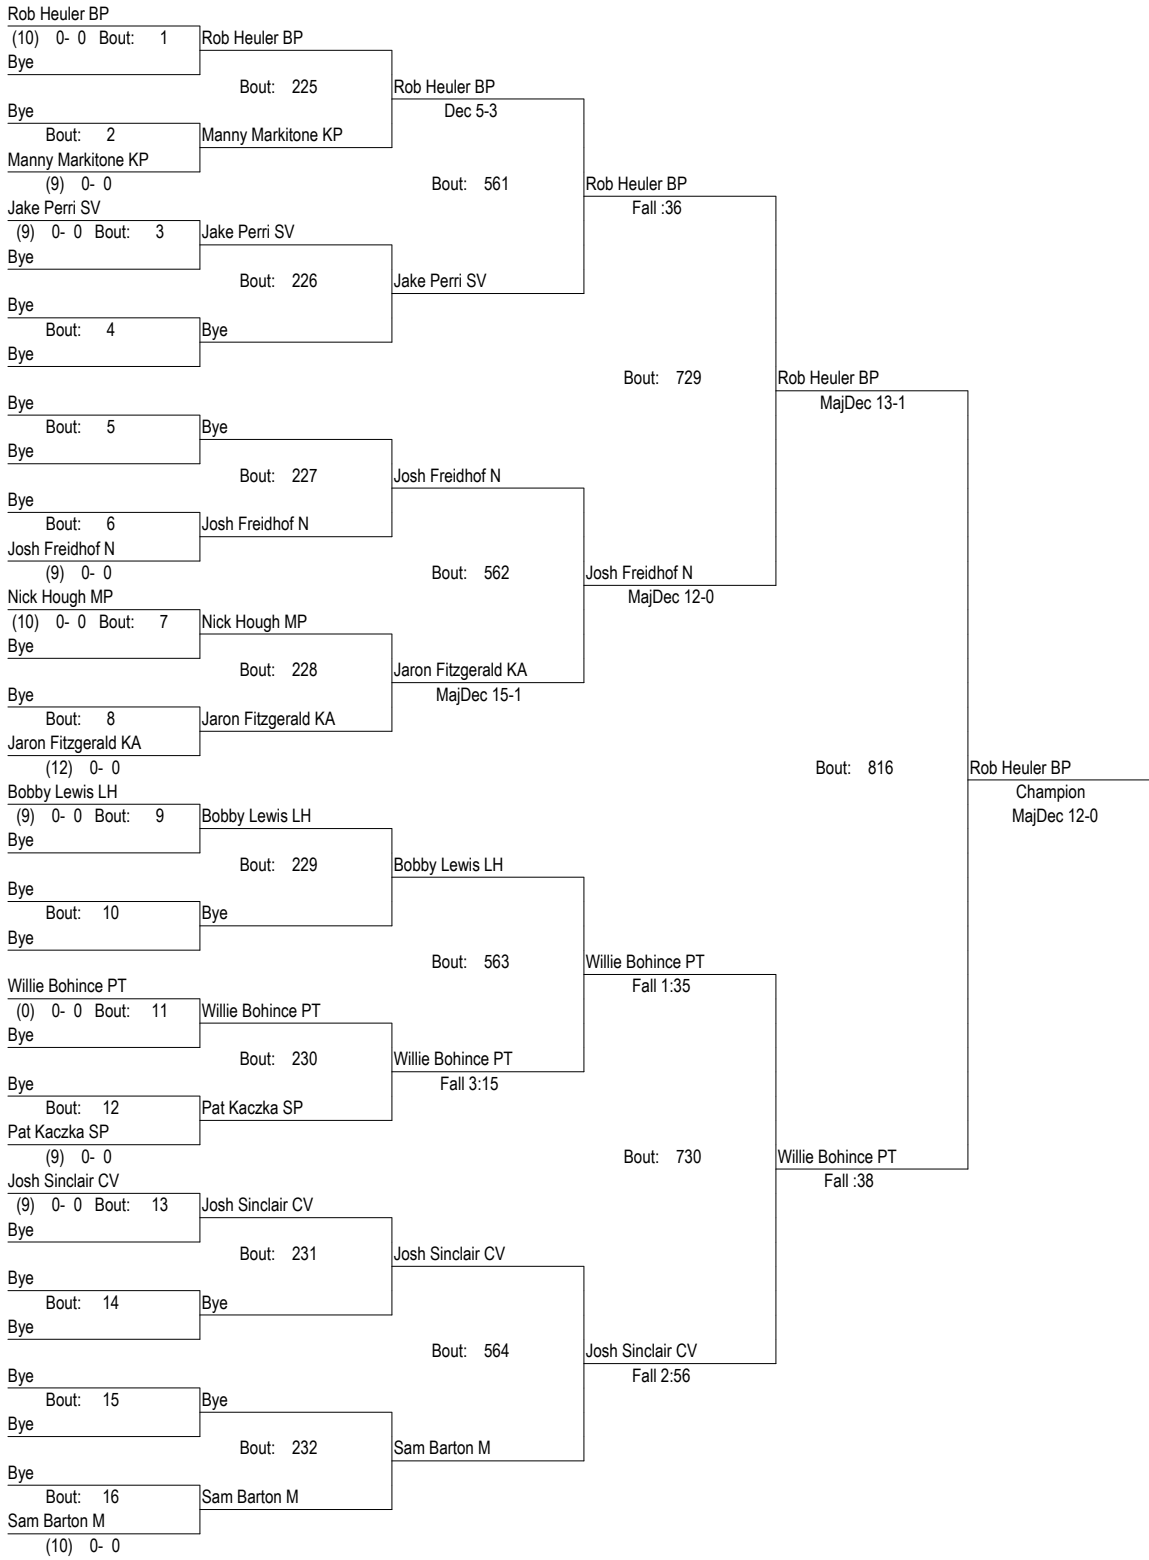 Rob Heuler BP
(10) 0- 0 Bout: 1
Rob Heuler BP
Bye
Bout: 225
Rob Heuler BP
Bye
Dec 5-3
Bout: 2
Manny Markitone KP
Manny Markitone KP
(9) 0- 0
Bout: 561
Rob Heuler BP
Jake Perri SV
Fall :36
(9) 0- 0 Bout: 3
Jake Perri SV
Bye
Bout: 226
Jake Perri SV
Bye
Bout: 4
Bye
Bye
Bout: 729
Rob Heuler BP
Bye
MajDec 13-1
Bout: 5
Bye
Bye
Bout: 227
Josh Freidhof N
Bye
Bout: 6
Josh Freidhof N
Josh Freidhof N
(9) 0- 0
Bout: 562
Josh Freidhof N
Nick Hough MP
MajDec 12-0
(10) 0- 0 Bout: 7
Nick Hough MP
Bye
Bout: 228
Jaron Fitzgerald KA
Bye
MajDec 15-1
Bout: 8
Jaron Fitzgerald KA
Jaron Fitzgerald KA
(12) 0- 0
Bout: 816
Rob Heuler BP
Bobby Lewis LH
Champion
(9) 0- 0 Bout: 9
Bobby Lewis LH
MajDec 12-0
Bye
Bout: 229
Bobby Lewis LH
Bye
Bout: 10
Bye
Bye
Bout: 563
Willie Bohince PT
Willie Bohince PT
Fall 1:35
(0) 0- 0 Bout: 11
Willie Bohince PT
Bye
Bout: 230
Willie Bohince PT
Bye
Fall 3:15
Bout: 12
Pat Kaczka SP
Pat Kaczka SP
(9) 0- 0
Bout: 730
Willie Bohince PT
Josh Sinclair CV
Fall :38
(9) 0- 0 Bout: 13
Josh Sinclair CV
Bye
Bout: 231
Josh Sinclair CV
Bye
Bout: 14
Bye
Bye
Bout: 564
Josh Sinclair CV
Bye
Fall 2:56
Bout: 15
Bye
Bye
Bout: 232
Sam Barton M
Bye
Bout: 16
Sam Barton M
Sam Barton M
(10) 0- 0